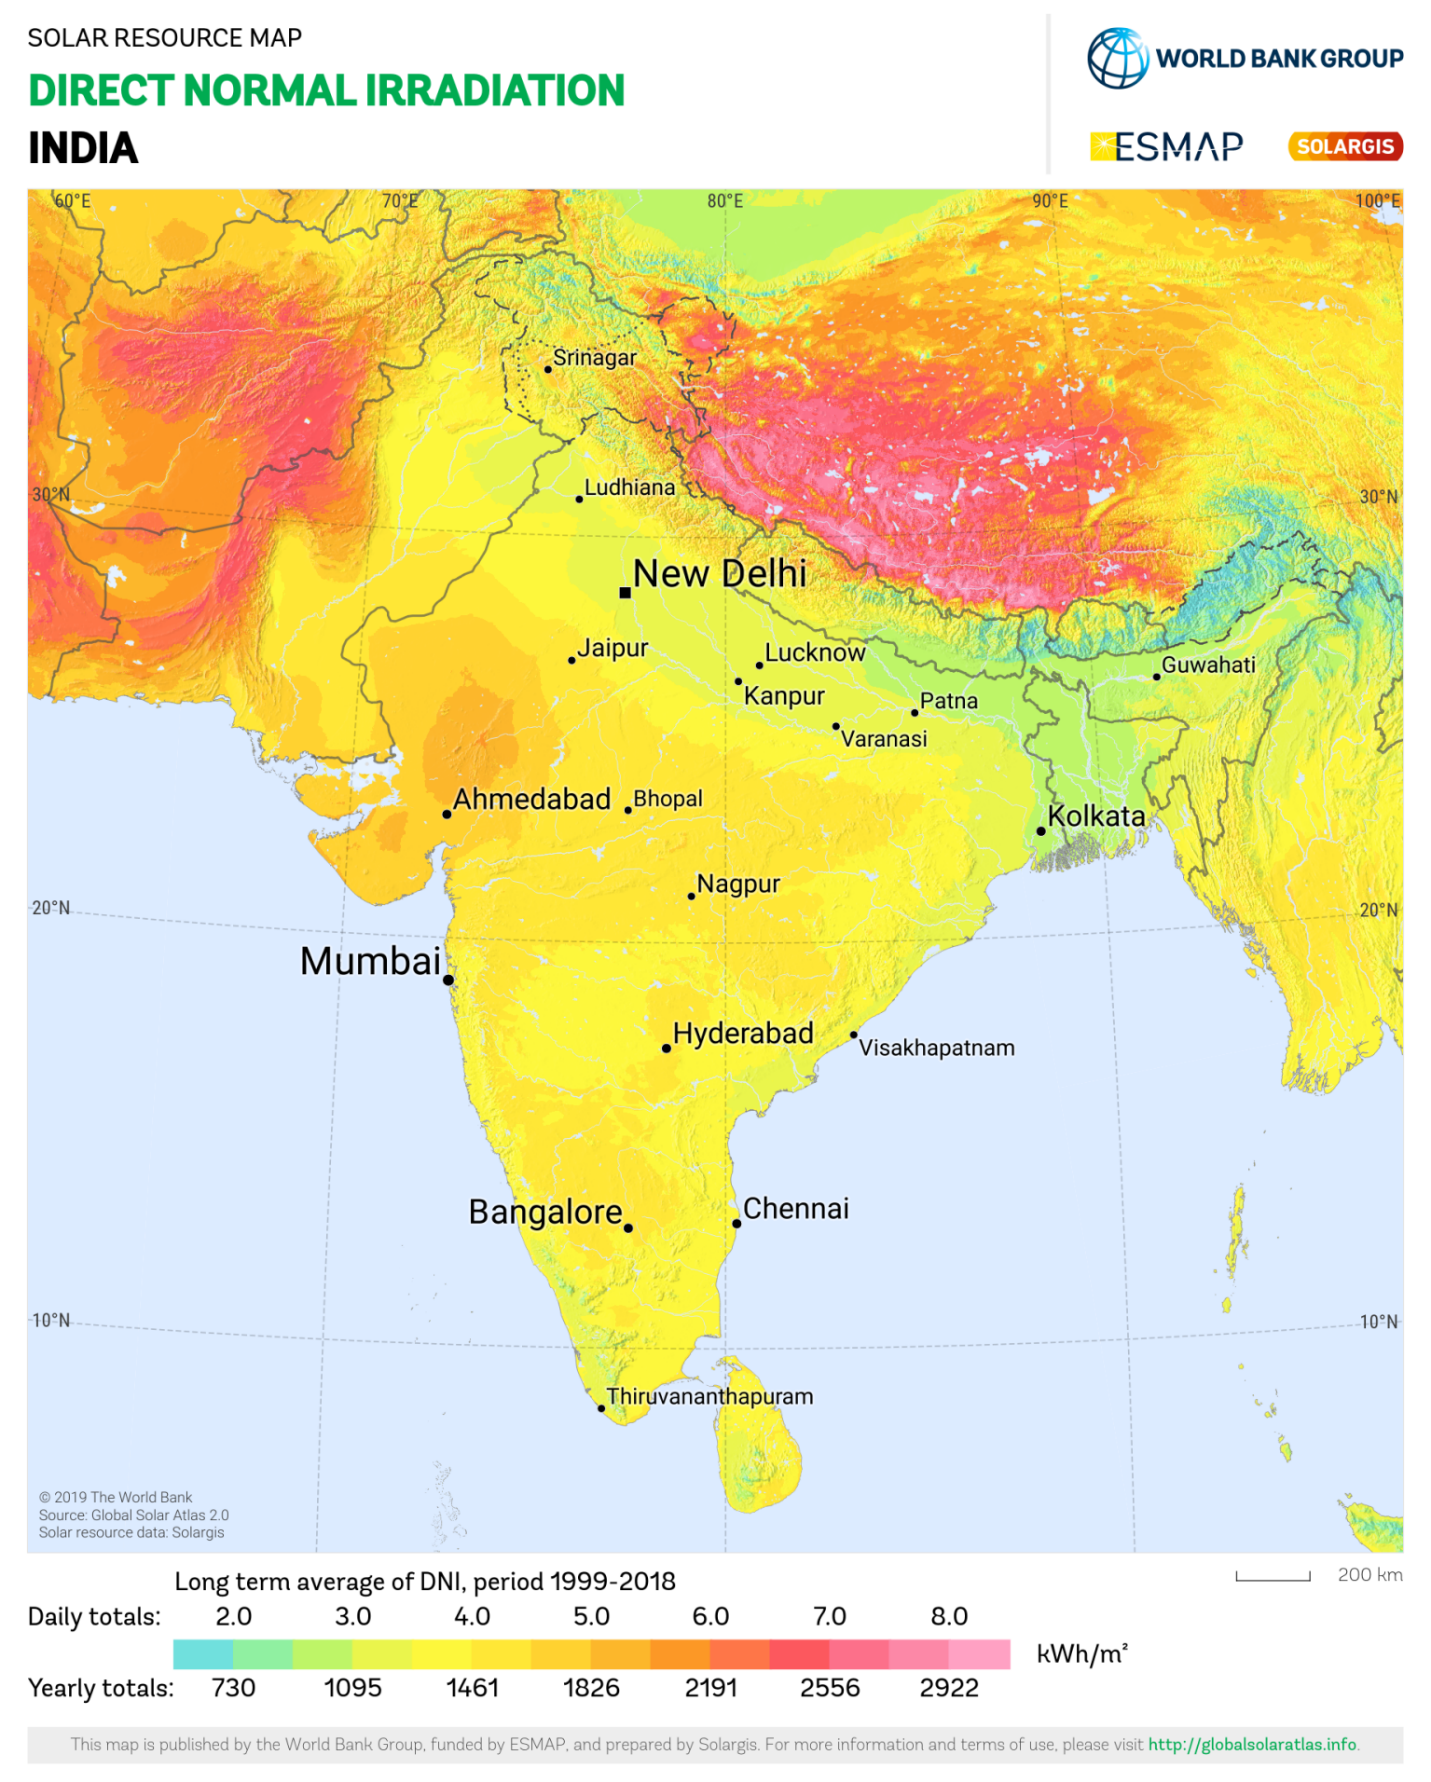 SOLAR RESOURCE MAP
DIRECT NORMAL IRRADIATION
INDIA
WORLD BANK GROUP
ESMAP
SOLARGIS
60°E
70°E
80°E
90°E
100°E
Srinagar
Ludhiana
30°N
30°N
New Delhi
Jaipur
Lucknow
Guwahati
Kanpur
Patna
Varanasi
Ahmedabad
Bhopal
Kolkata
Nagpur
20°N
20°N
Mumbai
Hyderabad
Visakhapatnam
Bangalore
Chennai
10°N
10°N
Thiruvananthapuram
© 2019 The World Bank
Source: Global Solar Atlas 2.0
Solar resource data: Solargis
Long term average of DNI, period 1999-2018
200 km
Daily totals: 2.0 3.0 4.0 5.0 6.0 7.0 8.0
kWh/m²
Yearly totals: 730 1095 1461 1826 2191 2556 2922
This map is published by the World Bank Group, funded by ESMAP, and prepared by Solargis. For more information and terms of use, please visit http://globalsolaratlas.info.